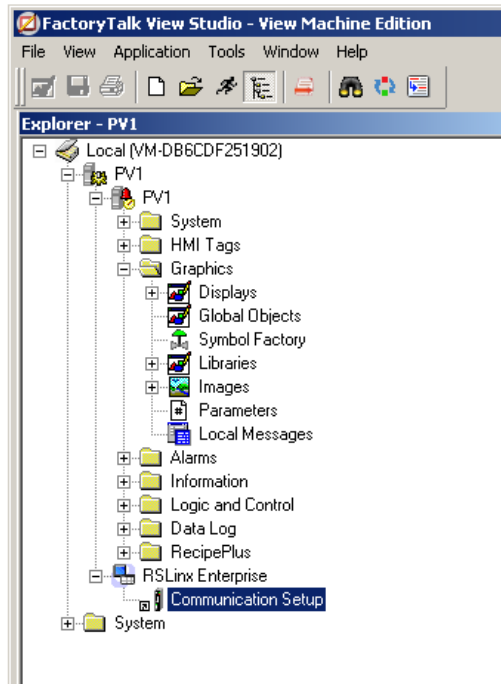 FactoryTalk View Studio - View Machine Edition
File View Application Tools Window Help
Explorer - PV1
Local (VM-DB6CDF251902)
PV1
PV1
System
HMI Tags
Graphics
Displays
Global Objects
Symbol Factory
Libraries
Images
Parameters
Local Messages
Alarms
Information
Logic and Control
Data Log
RecipePlus
RSLinx Enterprise
Communication Setup
System